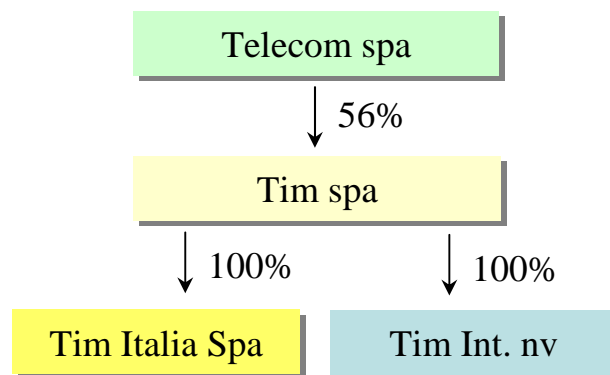 Telecom spa
56%
Tim spa
100%
100%
Tim Italia Spa
Tim Int. nv